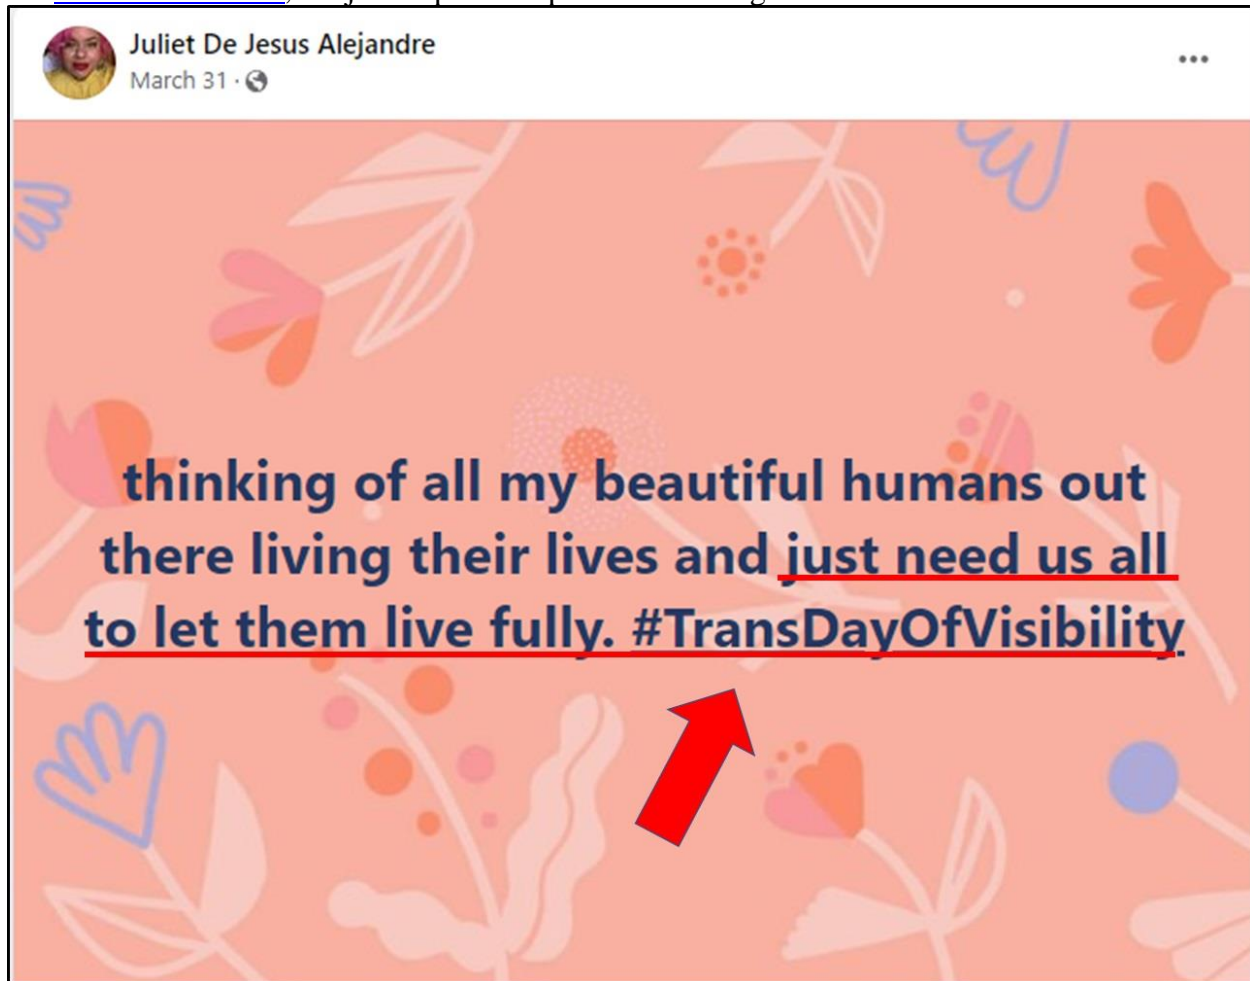 Juliet De Jesus Alejandre
March 31
thinking of all my beautiful humans out
there living their lives and just need us all
to let them live fully. #TransDayOfVisibility